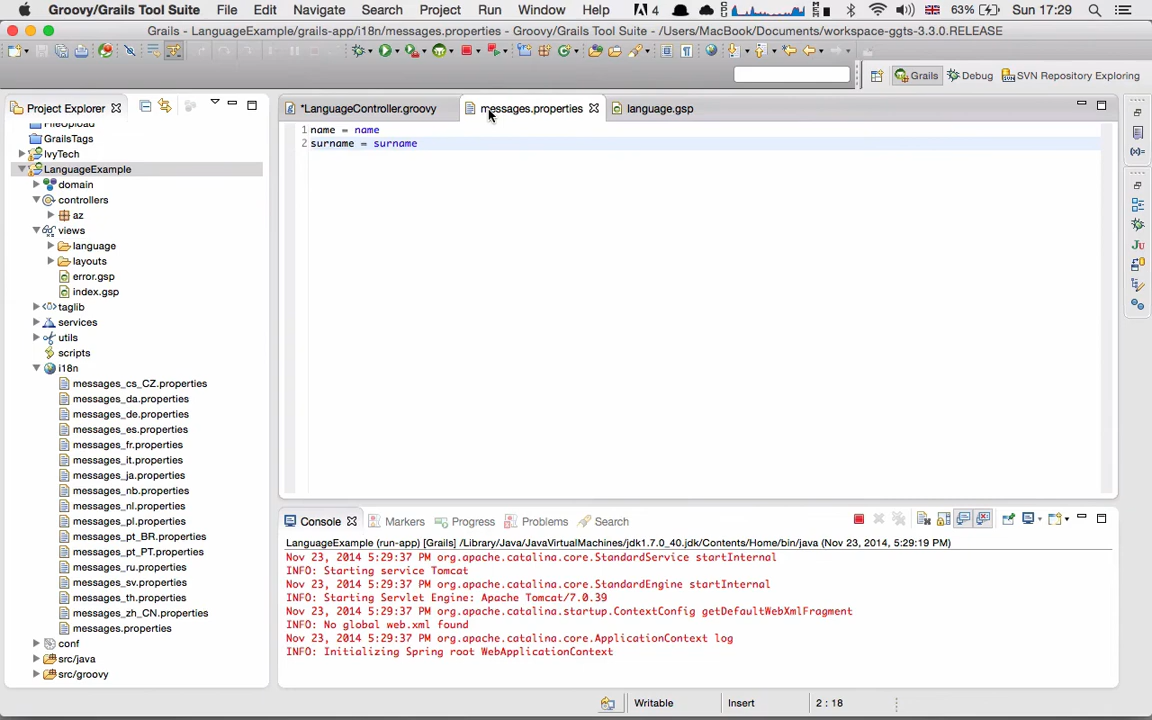 Groovy/Grails Tool Suite File Edit Navigate Search Project Run Window Help 4 63% Sun 17:29
Grails - LanguageExample/grails-app/i18n/messages.properties - Groovy/Grails Tool Suite - /Users/MacBook/Documents/workspace-ggts-3.3.0.RELEASE
Grails Debug SVN Repository Exploring
Project Explorer
*LanguageController.groovy messages.properties language.gsp
FileUpload
GrailsTags
IvyTech
LanguageExample
domain
controllers
az
views
language
layouts
error.gsp
index.gsp
taglib
services
utils
scripts
i18n
messages_cs_CZ.properties
messages_da.properties
messages_de.properties
messages_es.properties
messages_fr.properties
messages_it.properties
messages_ja.properties
messages_nb.properties
messages_nl.properties
messages_pl.properties
messages_pt_BR.properties
messages_pt_PT.properties
messages_ru.properties
messages_sv.properties
messages_th.properties
messages_zh_CN.properties
messages.properties
conf
src/java
src/groovy
1 name = name
2 surname = surname
Console Markers Progress Problems Search
LanguageExample (run-app) [Grails] /Library/Java/JavaVirtualMachines/jdk1.7.0_40.jdk/Contents/Home/bin/java (Nov 23, 2014, 5:29:19 PM)
Nov 23, 2014 5:29:37 PM org.apache.catalina.core.StandardService startInternal
INFO: Starting service Tomcat
Nov 23, 2014 5:29:37 PM org.apache.catalina.core.StandardEngine startInternal
INFO: Starting Servlet Engine: Apache Tomcat/7.0.39
Nov 23, 2014 5:29:37 PM org.apache.catalina.startup.ContextConfig getDefaultWebXmlFragment
INFO: No global web.xml found
Nov 23, 2014 5:29:38 PM org.apache.catalina.core.ApplicationContext log
INFO: Initializing Spring root WebApplicationContext
Writable Insert 2 : 18